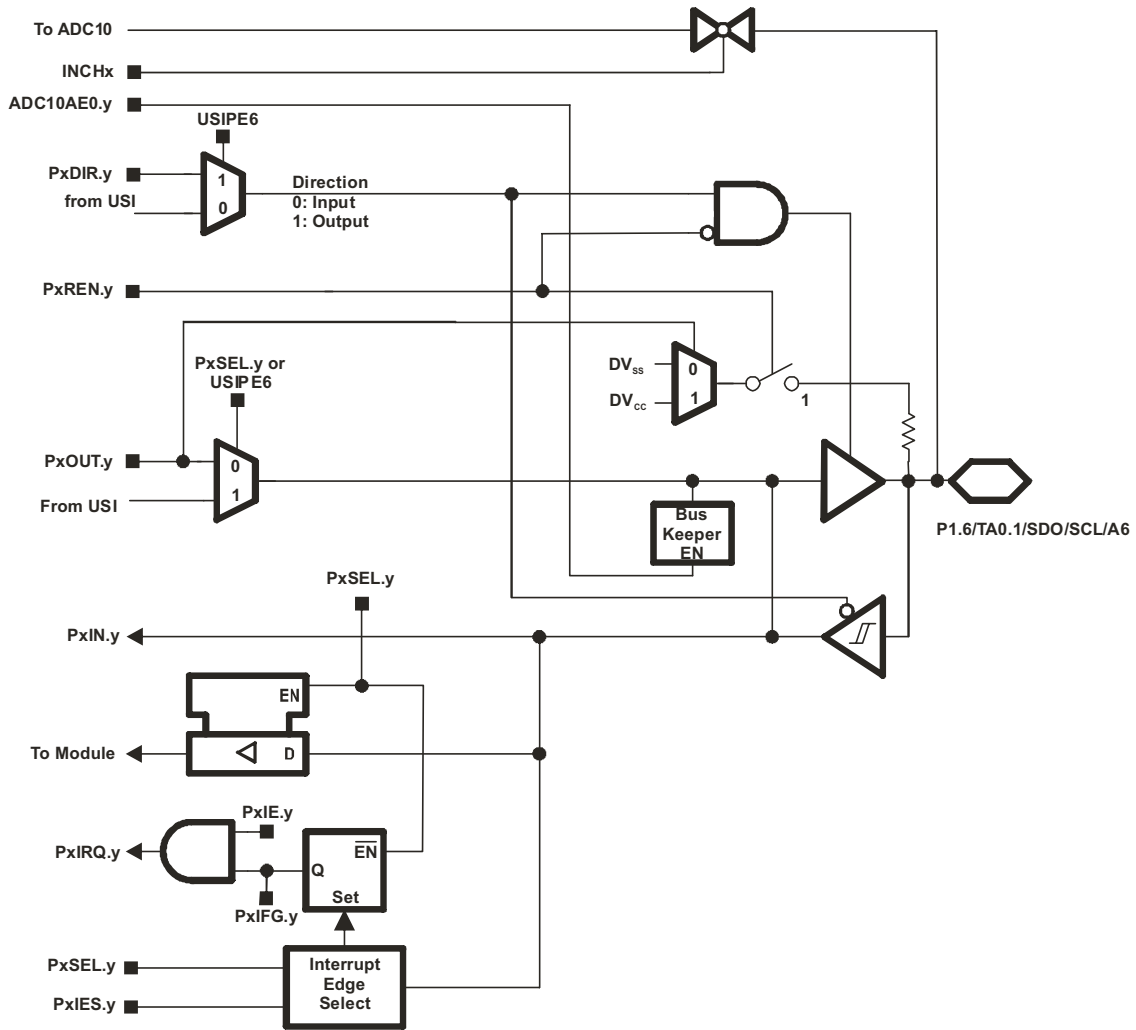 To ADC10
INCHx
ADC10AE0.y
USIPE6
PxDIR.y
1
from USI
0
Direction
0: Input
1: Output
PxREN.y
PxSEL.y or
USIPE6
DVss
0
DVcc
1
1
PxOUT.y
0
From USI
1
Bus
Keeper
EN
P1.6/TA0.1/SDO/SCL/A6
PxSEL.y
PxIN.y
EN
To Module
D
PxIE.y
PxIRQ.y
EN
Q
Set
PxIFG.y
PxSEL.y
PxIES.y
Interrupt
Edge
Select